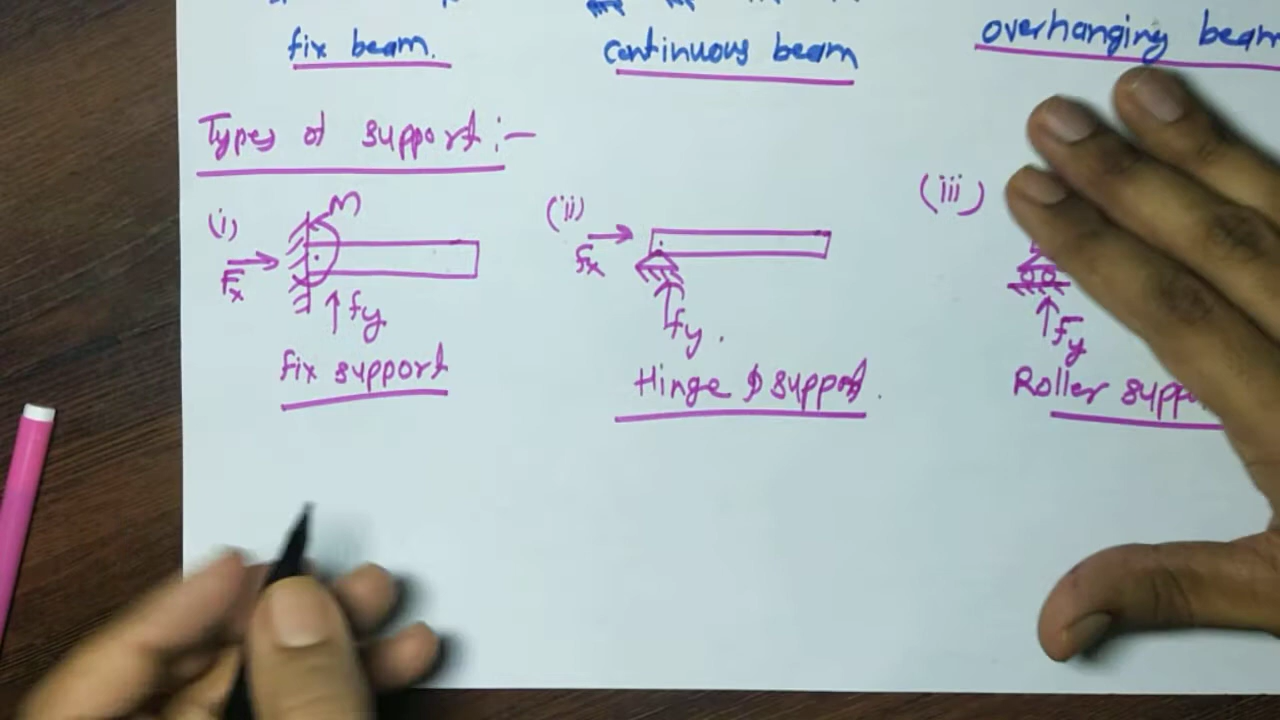 fix beam.
continuous beam
overhanging beam
Types of support :-
(i)
M
Fx
fy
fix support
(ii)
Fx
fy.
Hinge support.
(iii)
Fy
Roller